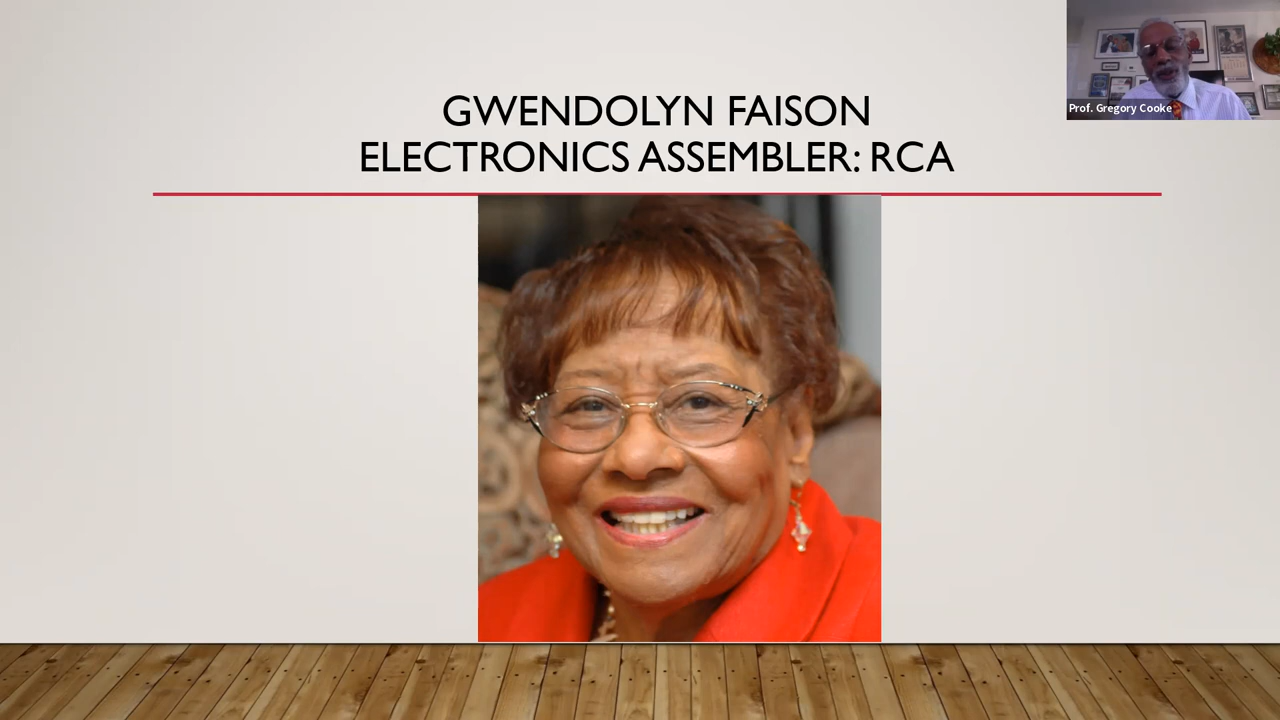 GWENDOLYN FAISON
ELECTRONICS ASSEMBLER: RCA
Prof. Gregory Cooke